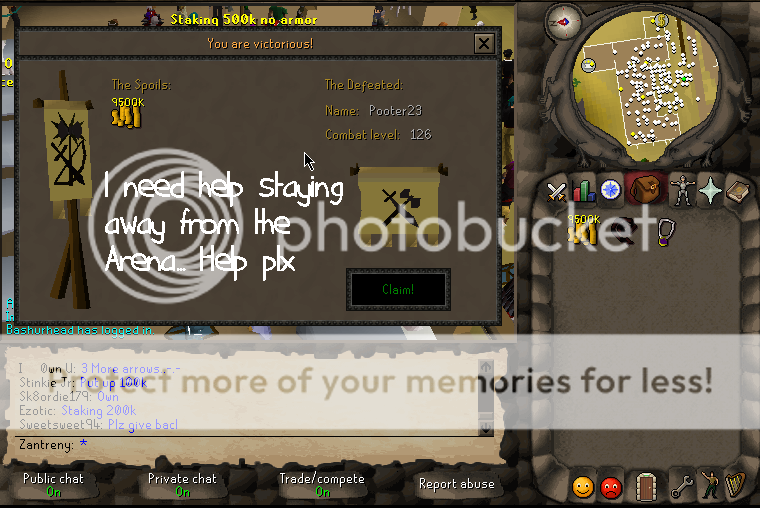 Staking 500k no armor
You are victorious!
The Spoils:
9500K
The Defeated:
Name: Pooter23
Combat level: 126
I need help staying
away from the
Arena... Help plx
photobucket
Claim!
9500K
Bashurhead has logged in
Protect more of your memories for less!
I Own U: 3 More arrows.-.-
Stinkie Jr: Put up 100k
Sk8ordie179: Own
Ezotic: Staking 200k
Sweetsweet94: Plz give bacl
Zantreny: *
Public chat
On
Private chat
On
Trade/compete
On
Report abuse